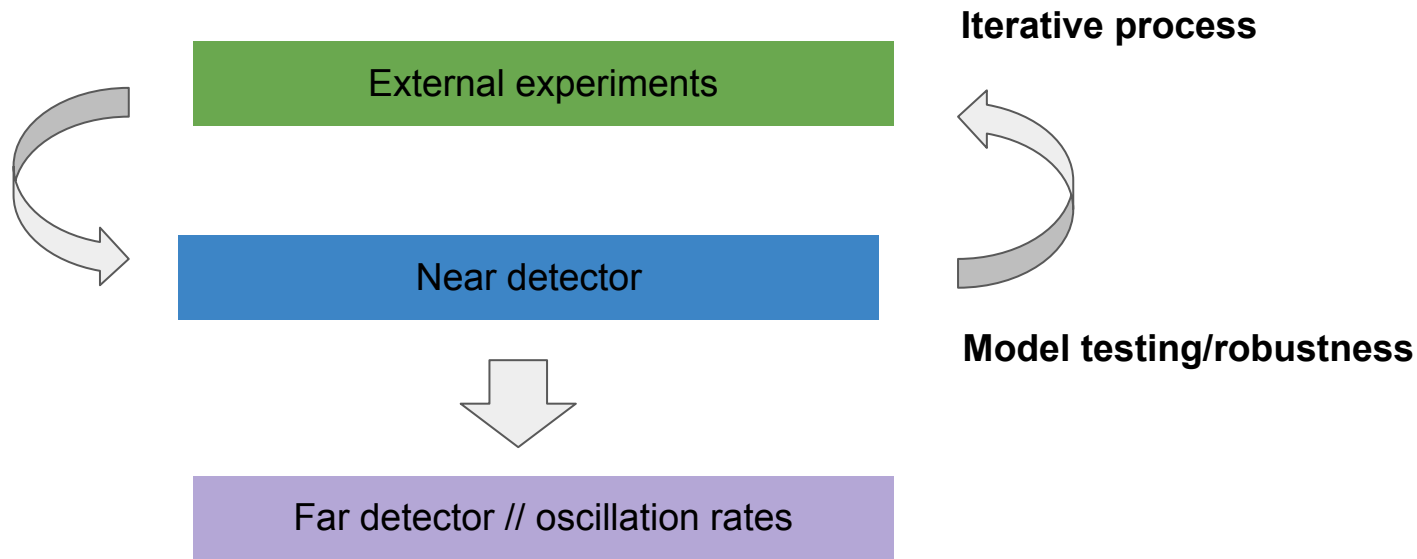 Iterative process
External experiments
Near detector
Model testing/robustness
Far detector // oscillation rates